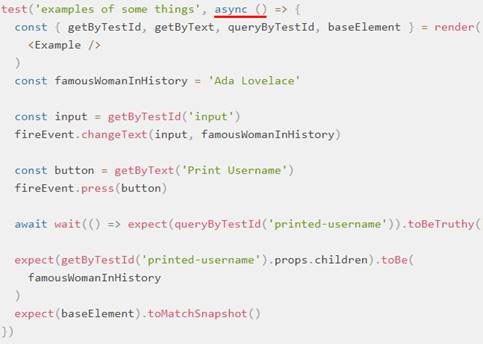 test('examples of some things', async () => {
const { getByTestId, getByText, queryByTestId, baseElement } = render(
<Example />
)
const famousWomanInHistory = 'Ada Lovelace'
const input = getByTestId('input')
fireEvent.changeText(input, famousWomanInHistory)
const button = getByText('Print Username')
fireEvent.press(button)
await wait(() => expect(queryByTestId('printed-username')).toBeTruthy(
expect(getByTestId('printed-username').props.children).toBe(
famousWomanInHistory
)
expect(baseElement).toMatchSnapshot()
})